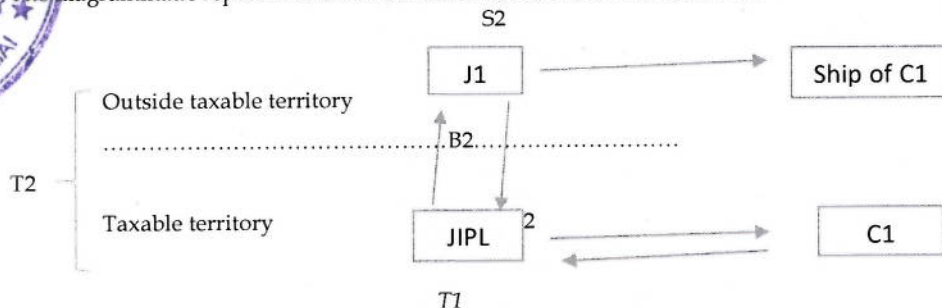 S2
J1
Ship of C1
Outside taxable territory
B2
T2
Taxable territory
JIPL
2
C1
T1